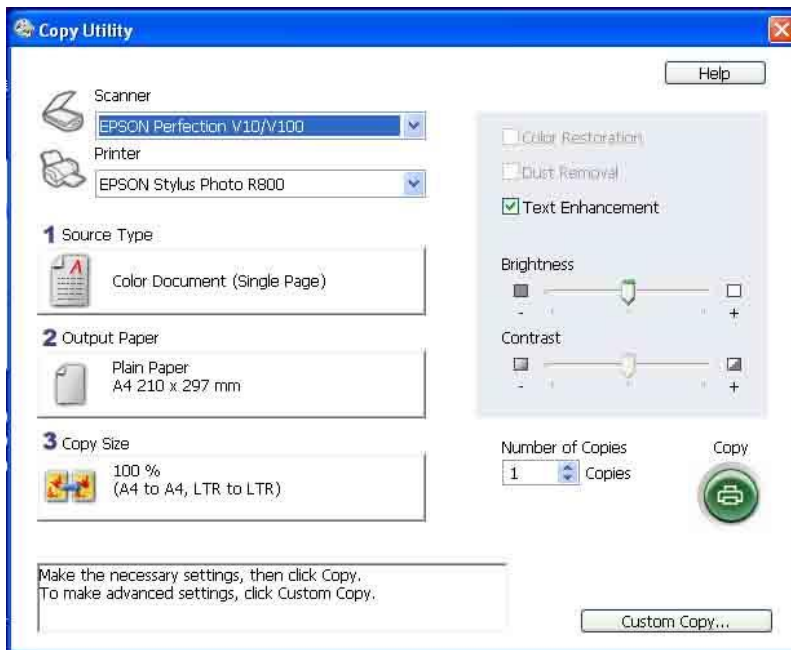 Copy Utility
Help
Scanner
EPSON Perfection V10/V100
Printer
EPSON Stylus Photo R800
Color Restoration
Dust Removal
Text Enhancement
1 Source Type
Color Document (Single Page)
Brightness
- +
2 Output Paper
Plain Paper
A4 210 x 297 mm
Contrast
- +
3 Copy Size
100 %
(A4 to A4, LTR to LTR)
Number of Copies
1 Copies
Copy
Make the necessary settings, then click Copy.
To make advanced settings, click Custom Copy.
Custom Copy...